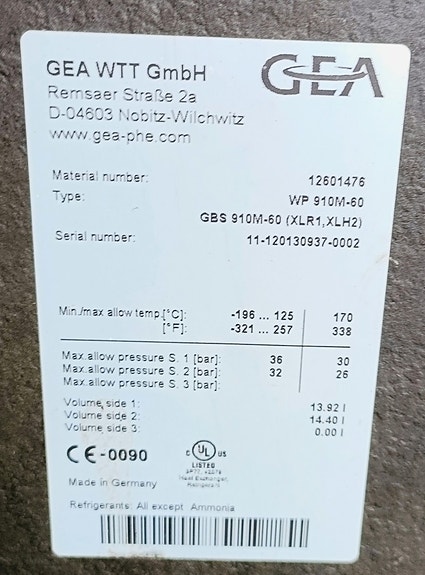 GEA WTT GmbH
GEA
Remsaer Straße 2a
D-04603 Nobitz-Wilchwitz
www.gea-phe.com
Material number: 12601476
Type: WP 910M-60
GBS 910M-60 (XLR1,XLH2)
Serial number: 11-120130937-0002
Min./max allow temp.[°C]: -196 ... 125 170
[°F]: -321 ... 257 338
Max.allow pressure S. 1 [bar]: 36 30
Max.allow pressure S. 2 [bar]: 32 26
Max.allow pressure S. 3 [bar]:
Volume side 1: 13.92 l
Volume side 2: 14.40 l
Volume side 3: 0.00 l
CE-0090
C UL US
LISTED
Heat Exchanger,
Made in Germany
Refrigerants: All except Ammonia